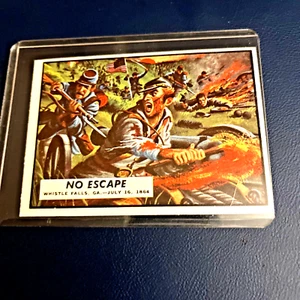 NO ESCAPE
WHISTLE FALLS, GA.—JULY 16, 1864